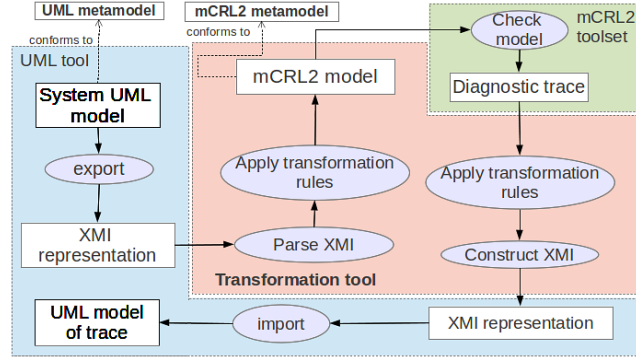 UML metamodel
mCRL2 metamodel
conforms to
conforms to
UML tool
Check
model
mCRL2
toolset
System UML
model
mCRL2 model
Diagnostic trace
export
Apply transformation
rules
Apply transformation
rules
XMI
representation
Parse XMI
Construct XMI
Transformation tool
UML model
of trace
import
XMI representation